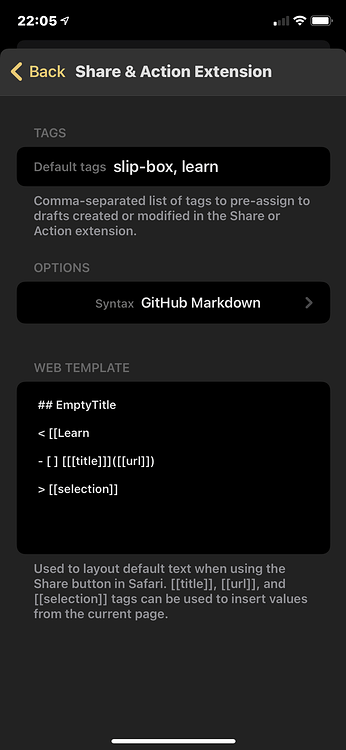 22:05
Back Share & Action Extension
TAGS
Default tags slip-box, learn
Comma-separated list of tags to pre-assign to
drafts created or modified in the Share or
Action extension.
OPTIONS
Syntax GitHub Markdown
WEB TEMPLATE
## EmptyTitle
< [[Learn
- [ ] [[[title]]]([[url]])
> [[selection]]
Used to layout default text when using the
Share button in Safari. [[title]], [[url]], and
[[selection]] tags can be used to insert values
from the current page.